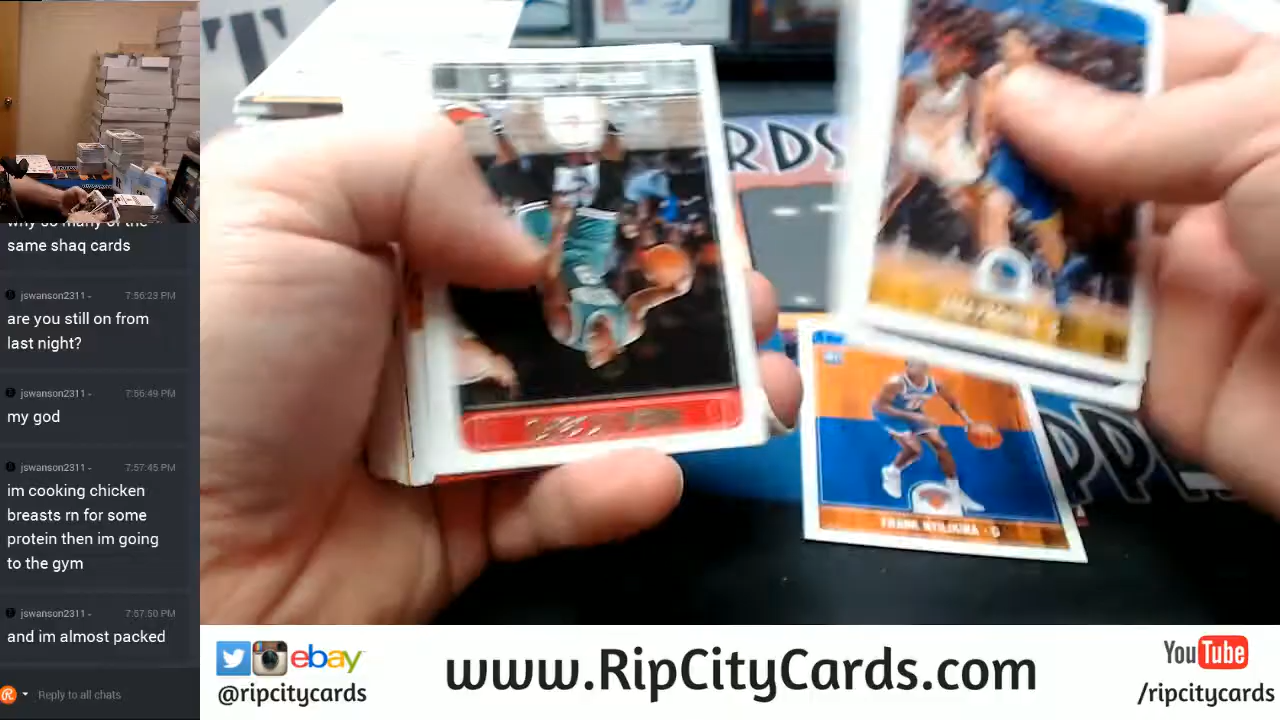 why so many of the
same shaq cards
jswanson2311 -
7:56:23 PM
are you still on from
last night?
jswanson2311 -
7:56:49 PM
my god
jswanson2311 -
7:57:45 PM
im cooking chicken
breasts rn for some
protein then im going
to the gym
jswanson2311 -
7:57:50 PM
and im almost packed
Reply to all chats
RDS
FRANK NTILIKINA · G
ebay
@ripcitycards
www.RipCityCards.com
YouTube
/ripcitycards